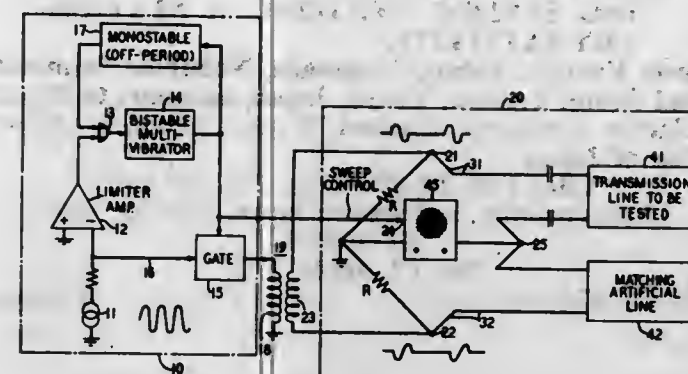 17
MONOSTABLE
(OFF-PERIOD)
13
14
BISTABLE
MULTI-
VIBRATOR
LIMITER
AMP.
+ -
12
16
GATE
15
11
10
18
19
23
20
SWEEP
CONTROL
21
31
R
45
24
R
25
22
32
41
TRANSMISSION
LINE TO BE
TESTED
MATCHING
ARTIFICIAL
LINE
42